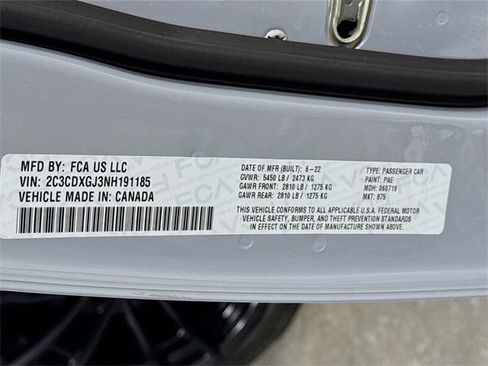 MFD BY: FCA US LLC
VIN: 2C3CDXGJ3NH191185
VEHICLE MADE IN: CANADA
DATE OF MFR (BUILT): 6-22
GVWR: 5450 LB / 2473 KG
GAWR FRONT: 2810 LB / 1275 KG
GAWR REAR: 2810 LB / 1275 KG
TYPE: PASSENGER CAR
PAINT: PAE
MDH: 060719
MKT: 875
THIS VEHICLE CONFORMS TO ALL APPLICABLE U.S.A. FEDERAL MOTOR
VEHICLE SAFETY, BUMPER, AND THEFT PREVENTION STANDARDS IN
EFFECT ON THE DATE OF MANUFACTURE SHOWN ABOVE.